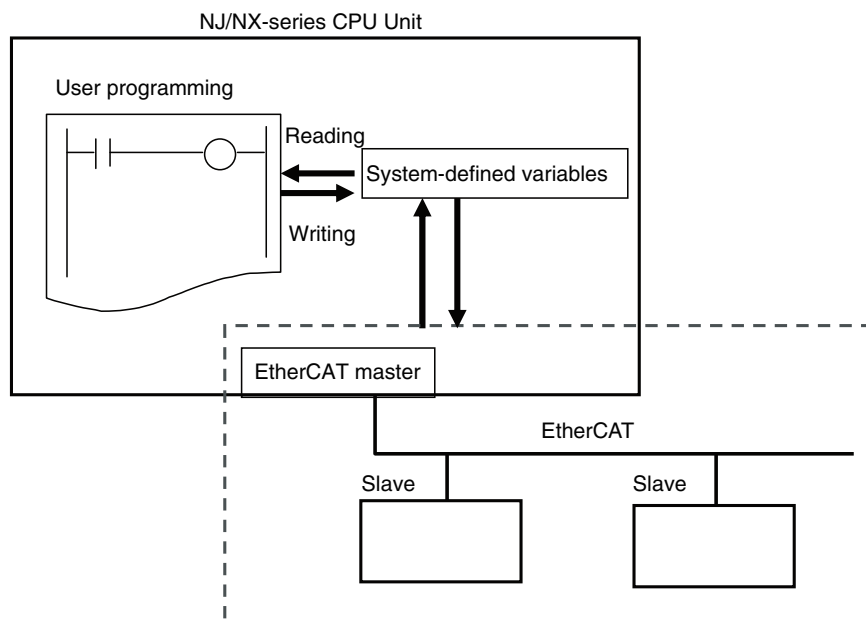 NJ/NX-series CPU Unit
User programming
Reading
System-defined variables
Writing
EtherCAT master
EtherCAT
Slave
Slave